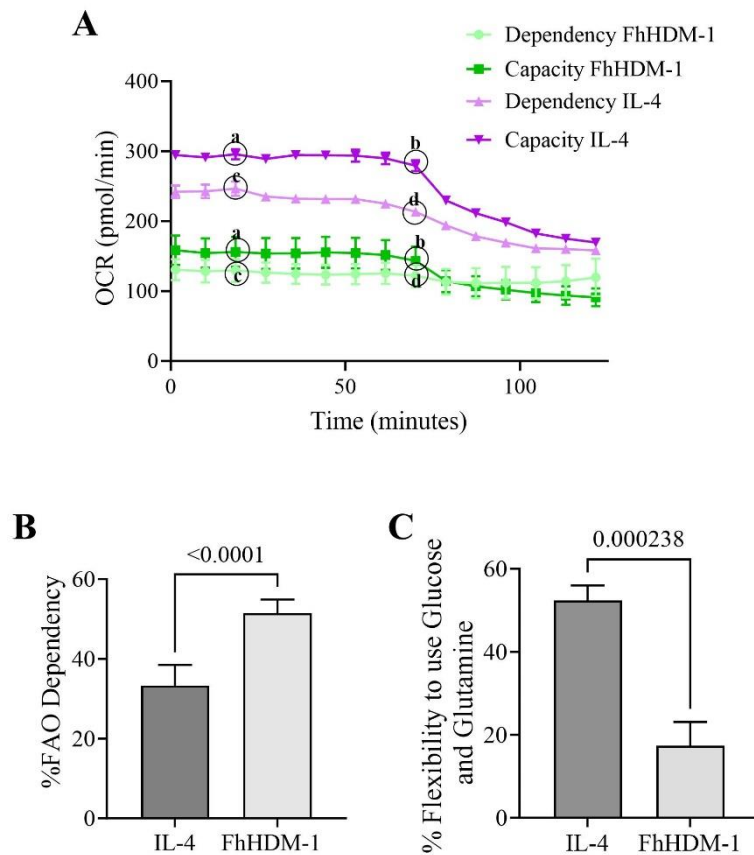 A
Dependency FhHDM-1
Capacity FhHDM-1
Dependency IL-4
Capacity IL-4
400
300
200
100
0
OCR (pmol/min)
a
b
c
d
a
b
c
d
0
50
100
Time (minutes)
B
<0.0001
60
40
20
0
%FAO Dependency
IL-4
FhHDM-1
C
0.000238
60
40
20
0
% Flexibility to use Glucose
and Glutamine
IL-4
FhHDM-1